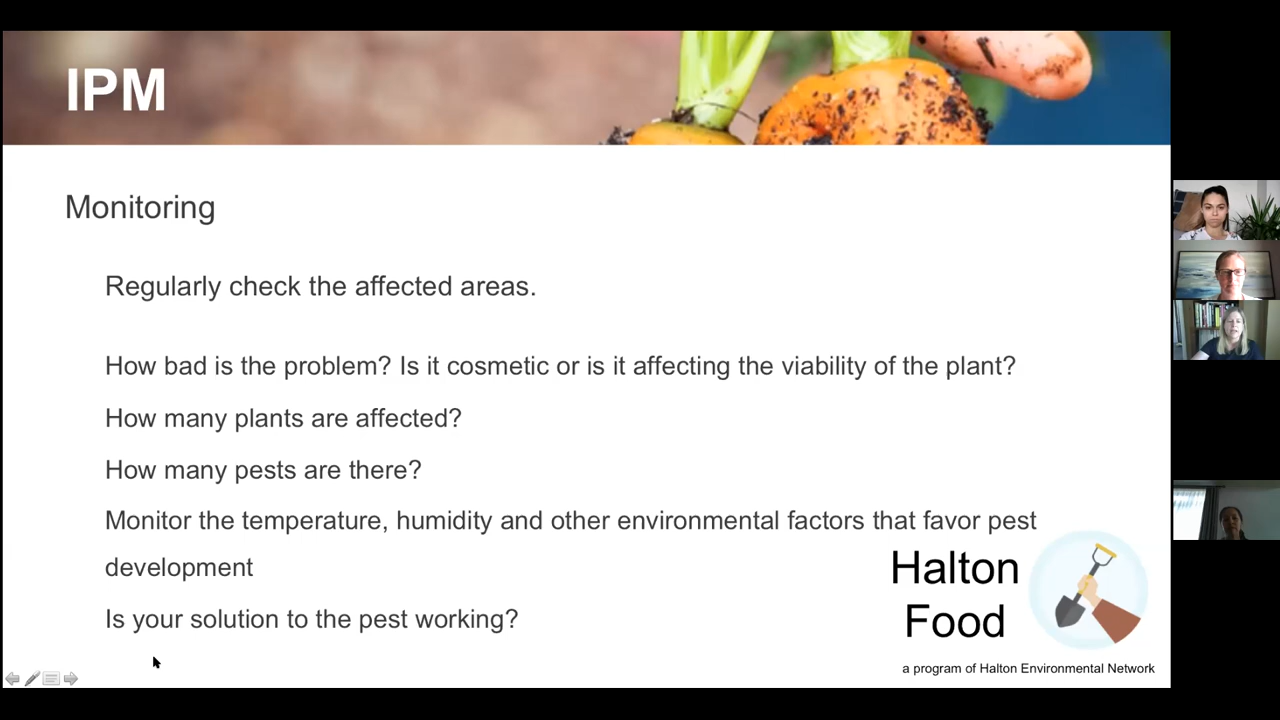 IPM
Monitoring
Regularly check the affected areas.
How bad is the problem? Is it cosmetic or is it affecting the viability of the plant?
How many plants are affected?
How many pests are there?
Monitor the temperature, humidity and other environmental factors that favor pest
development
Is your solution to the pest working?
Halton
Food
a program of Halton Environmental Network